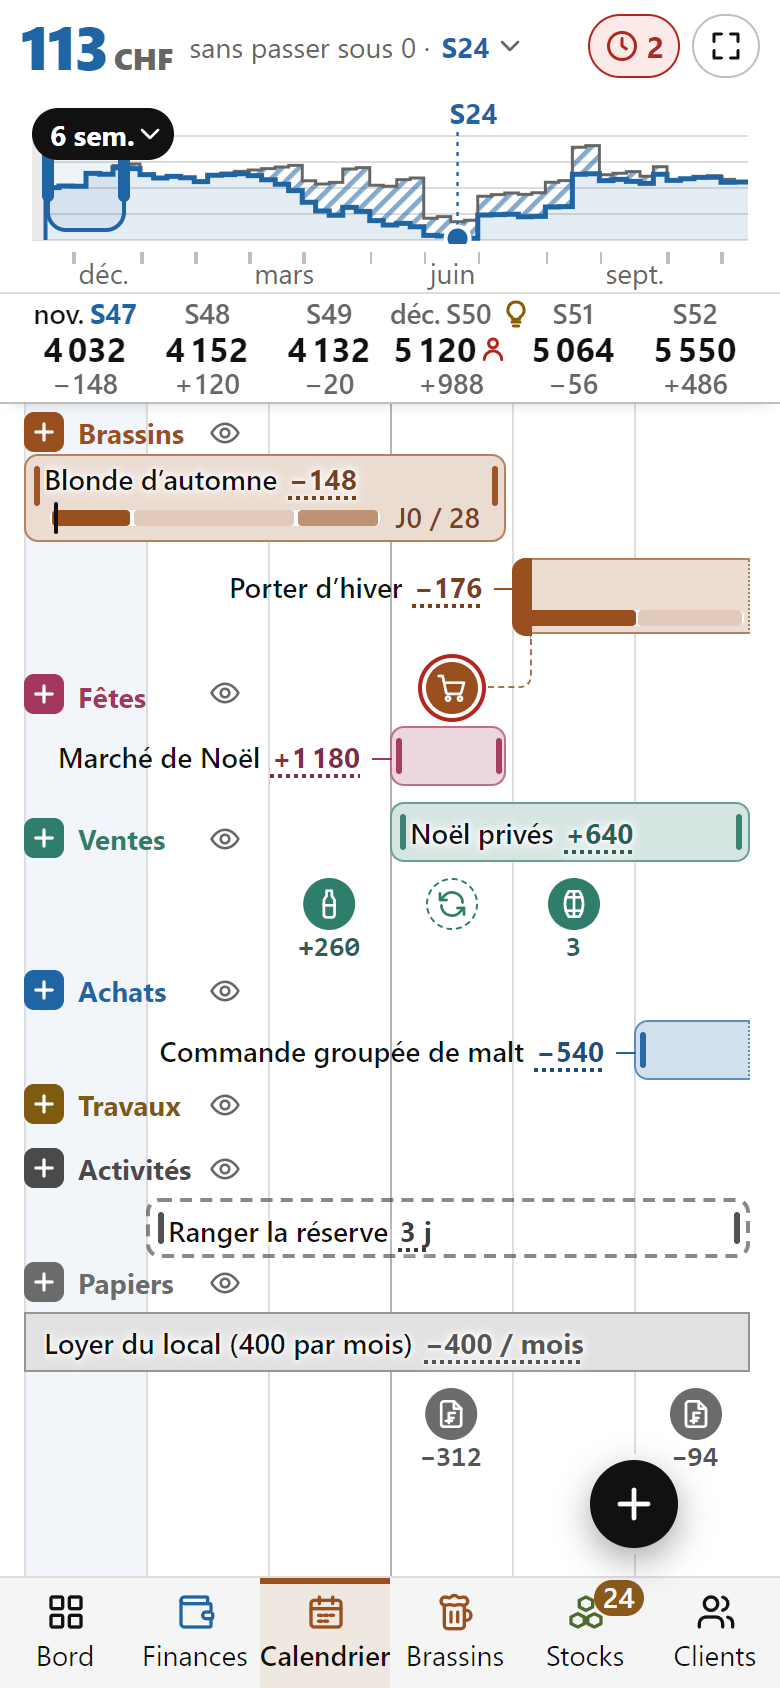 113 CHF sans passer sous 0 · S24
2
S24
6 sem.
déc. mars juin sept.
nov. S47 S48 S49 déc. S50 S51 S52
4 032 4 152 4 132 5 120 5 064 5 550
−148 +120 −20 +988 −56 +486
Brassins
Blonde d’automne −148
J0 / 28
Porter d’hiver −176
Fêtes
Marché de Noël +1 180
Ventes
Noël privés +640
+260 3
Achats
Commande groupée de malt −540
Travaux
Activités
Ranger la réserve 3 j
Papiers
Loyer du local (400 par mois) −400 / mois
−312 −94
24
Bord Finances Calendrier Brassins Stocks Clients